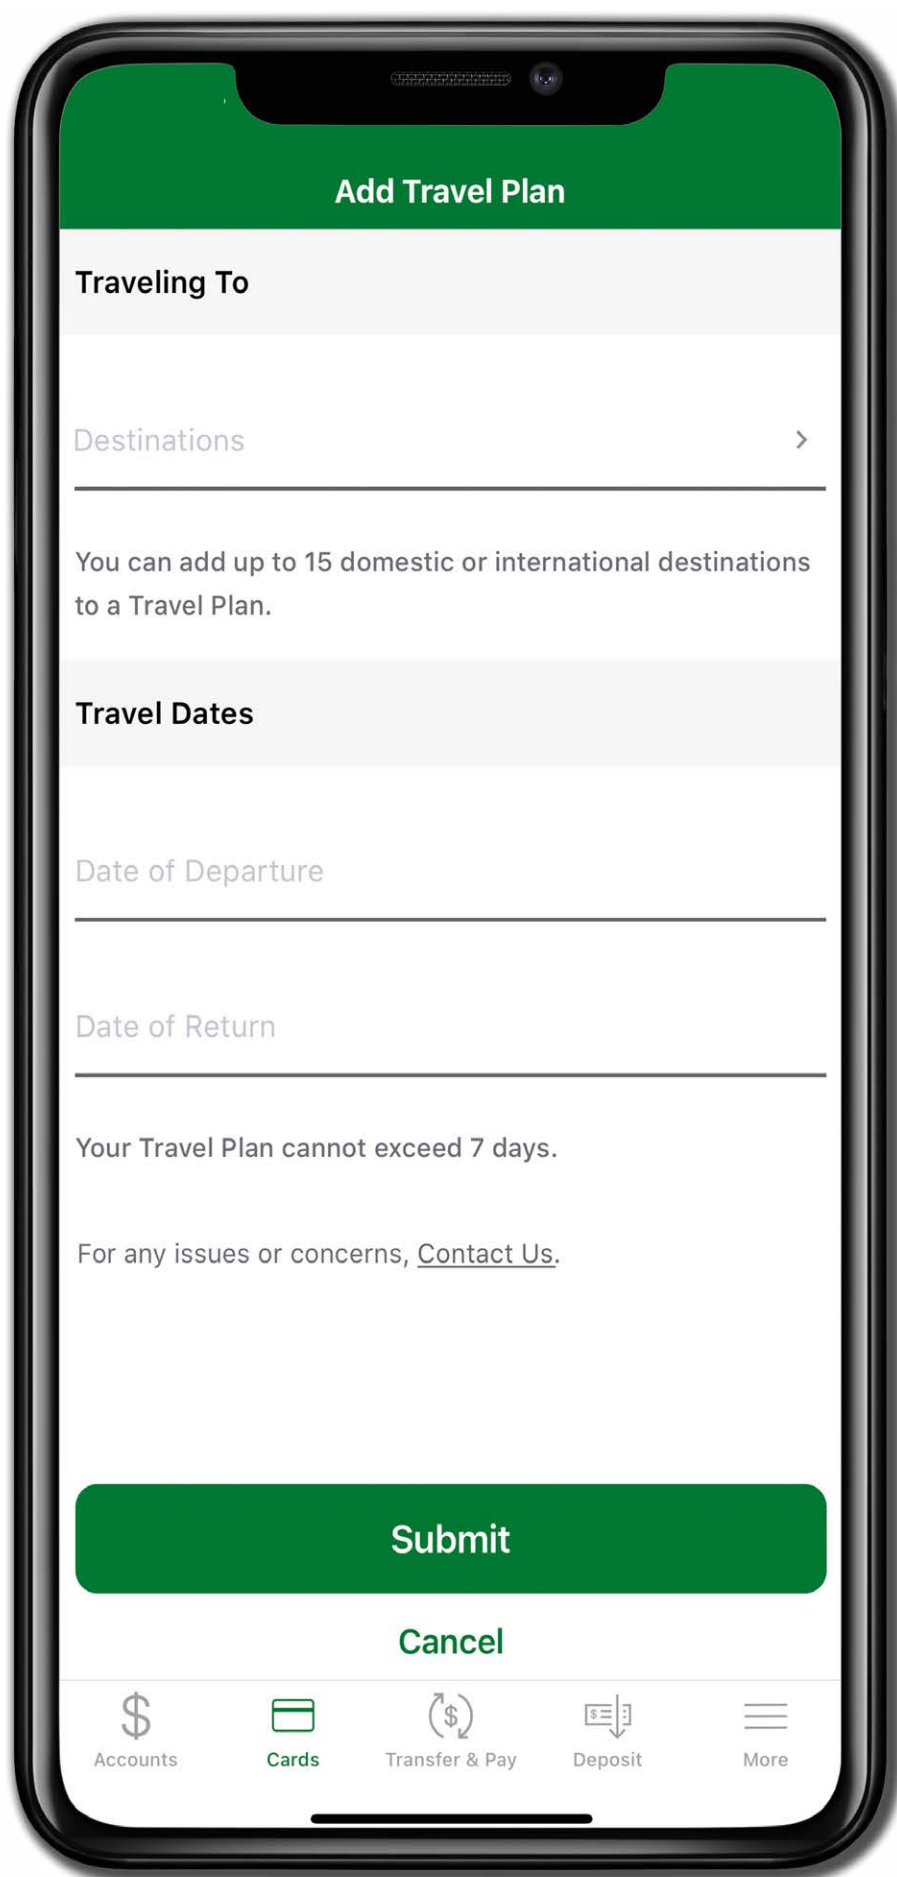 Add Travel Plan
Traveling To
Destinations
You can add up to 15 domestic or international destinations
to a Travel Plan.
Travel Dates
Date of Departure
Date of Return
Your Travel Plan cannot exceed 7 days.
For any issues or concerns, Contact Us.
Submit
Cancel
Accounts Cards Transfer & Pay Deposit More